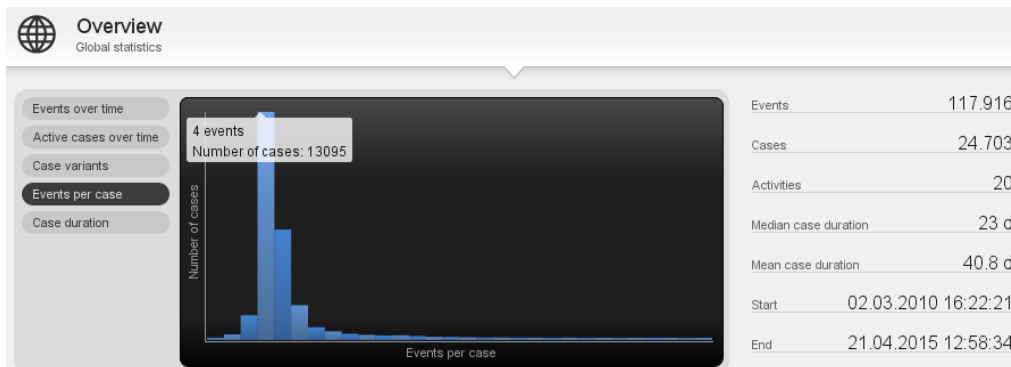 Overview
Global statistics
Events over time
Active cases over time
Case variants
Events per case
Case duration
4 events
Number of cases: 13095
Number of cases
Events per case
Events 117.916
Cases 24.703
Activities 20
Median case duration 23 d
Mean case duration 40.8 d
Start 02.03.2010 16:22:21
End 21.04.2015 12:58:34